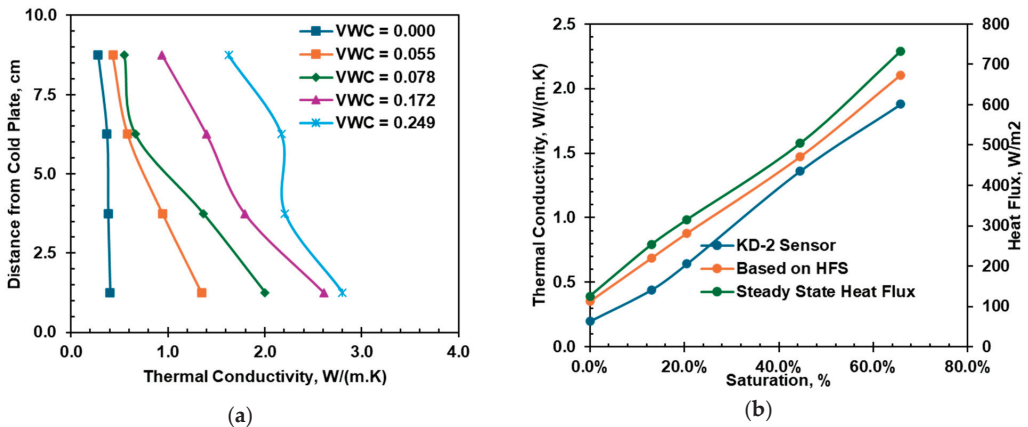 10.0
7.5
5.0
2.5
0.0
Distance from Cold Plate, cm
VWC = 0.000
VWC = 0.055
VWC = 0.078
VWC = 0.172
VWC = 0.249
0.0 1.0 2.0 3.0 4.0
Thermal Conductivity, W/(m.K)
(a)
2.5
2.0
1.5
1.0
0.5
0.0
Thermal Conductivity, W/(m.K)
KD-2 Sensor
Based on HFS
Steady State Heat Flux
800
700
600
500
400
300
200
100
0
Heat Flux, W/m2
0.0% 20.0% 40.0% 60.0% 80.0%
Saturation, %
(b)